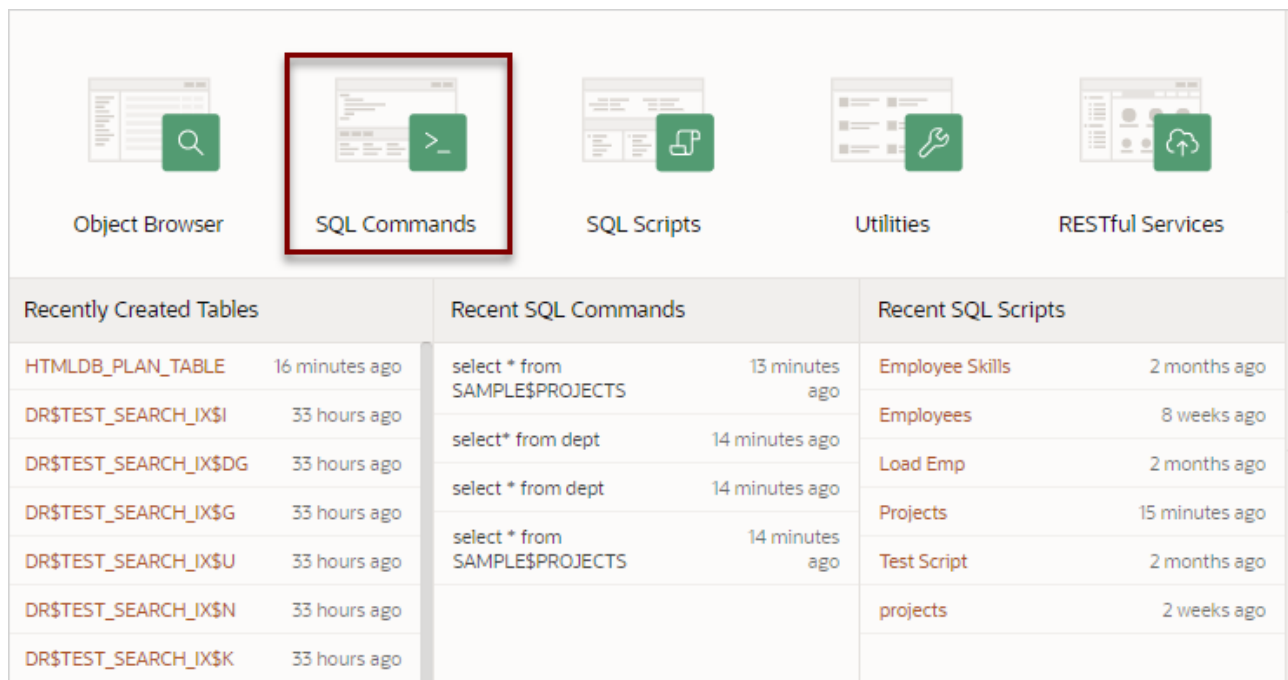 Object Browser
SQL Commands
SQL Scripts
Utilities
RESTful Services
Recently Created Tables
HTMLDB_PLAN_TABLE 16 minutes ago
DR$TEST_SEARCH_IX$I 33 hours ago
DR$TEST_SEARCH_IX$DG 33 hours ago
DR$TEST_SEARCH_IX$G 33 hours ago
DR$TEST_SEARCH_IX$U 33 hours ago
DR$TEST_SEARCH_IX$N 33 hours ago
DR$TEST_SEARCH_IX$K 33 hours ago
Recent SQL Commands
select * from 13 minutes
SAMPLE$PROJECTS ago
select* from dept 14 minutes ago
select * from dept 14 minutes ago
select * from 14 minutes
SAMPLE$PROJECTS ago
Recent SQL Scripts
Employee Skills 2 months ago
Employees 8 weeks ago
Load Emp 2 months ago
Projects 15 minutes ago
Test Script 2 months ago
projects 2 weeks ago